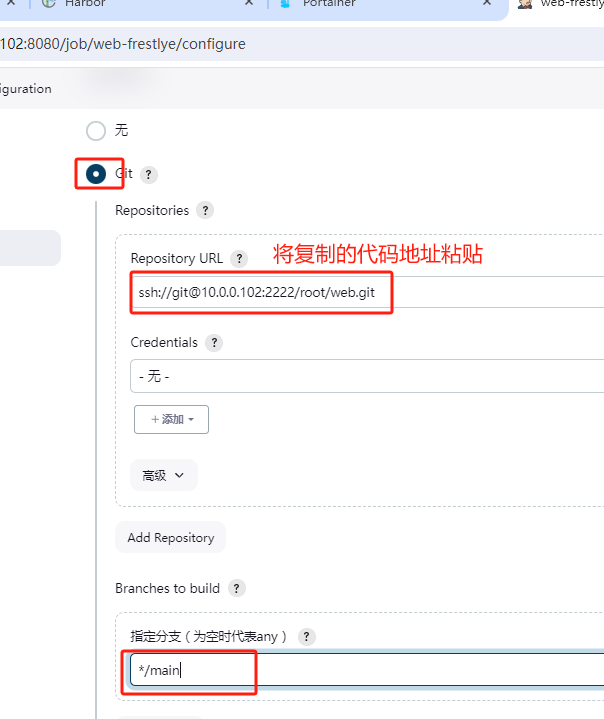 Harbor
Portainer
web-frestlye
102:8080/job/web-frestlye/configure
iguration
无
Git ?
Repositories ?
Repository URL ? 将复制的代码地址粘贴
ssh://git@10.0.0.102:2222/root/web.git
Credentials ?
- 无 -
+添加
高级
Add Repository
Branches to build ?
指定分支（为空时代表any） ?
*/main